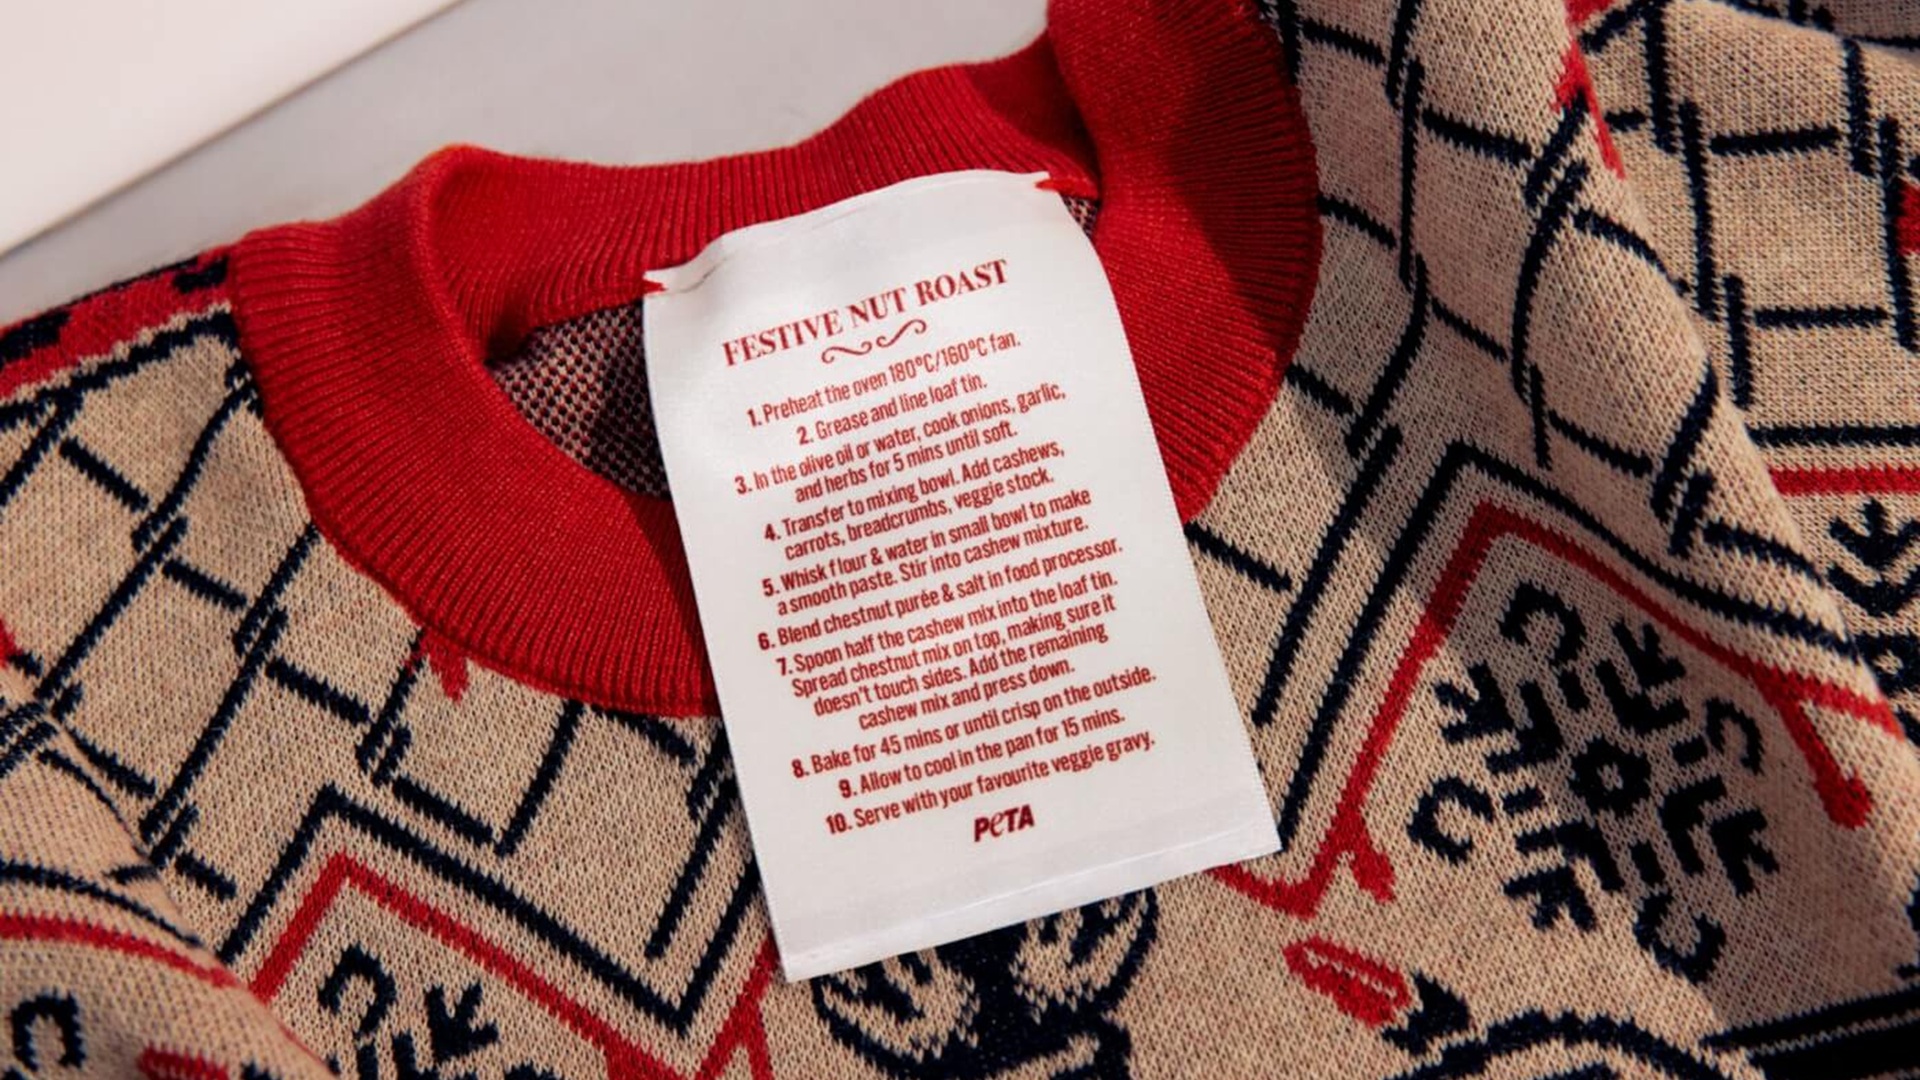 FESTIVE NUT ROAST
1. Preheat the oven 180°C/160°C fan.
2. Grease and line loaf tin.
3. In the olive oil or water, cook onions, garlic,
and herbs for 5 mins until soft.
4. Transfer to mixing bowl. Add cashews,
carrots, breadcrumbs, veggie stock.
5. Whisk flour & water in small bowl to make
a smooth paste. Stir into cashew mixture.
6. Blend chestnut purée & salt in food processor.
7. Spoon half the cashew mix into the loaf tin.
Spread chestnut mix on top, making sure it
doesn't touch sides. Add the remaining
cashew mix and press down.
8. Bake for 45 mins or until crisp on the outside.
9. Allow to cool in the pan for 15 mins.
10. Serve with your favourite veggie gravy.
PeTA